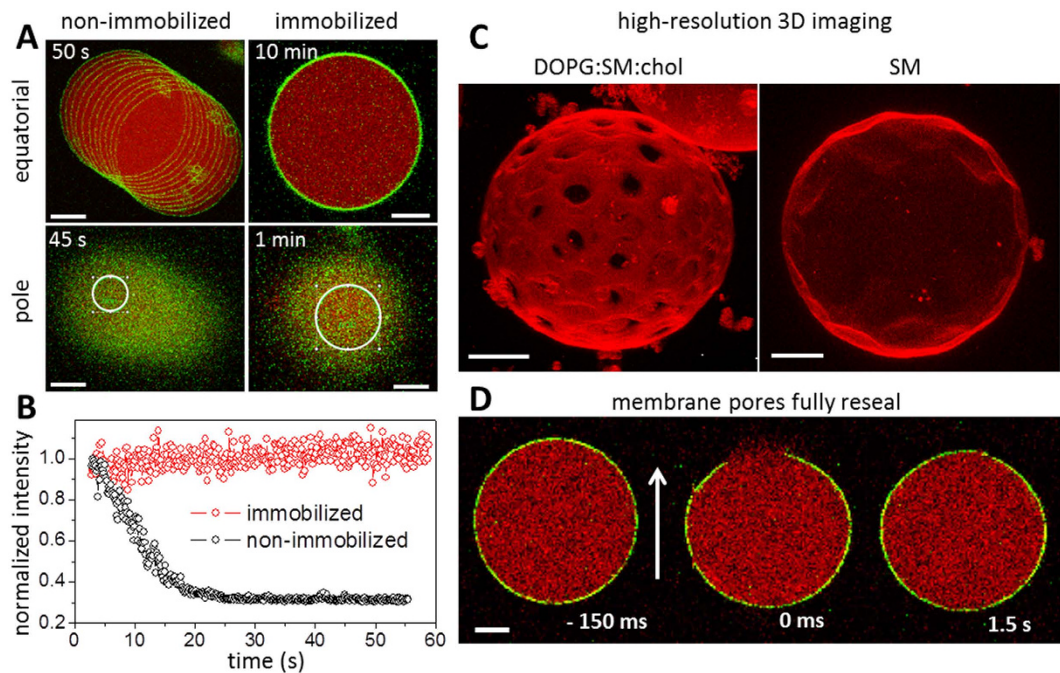 A
non-immobilized
immobilized
equatorial
50 s
10 min
pole
45 s
1 min
B
normalized intensity
1.0
0.8
0.6
0.4
0.2
immobilized
non-immobilized
0
10
20
30
40
50
60
time (s)
C
high-resolution 3D imaging
DOPG:SM:chol
SM
D
membrane pores fully reseal
- 150 ms
0 ms
1.5 s